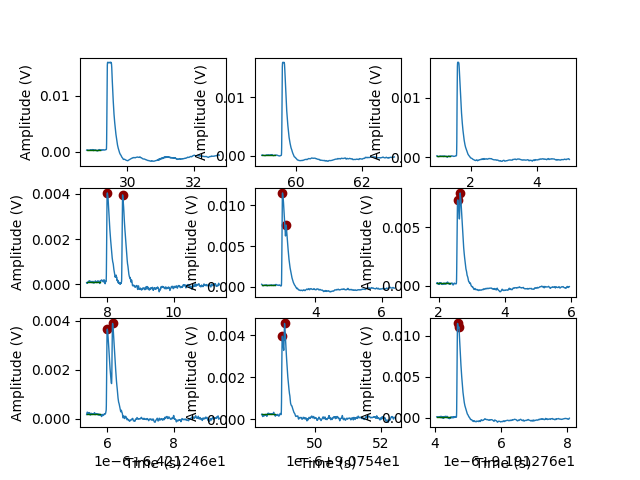 Amplitude (V) 0.01 0.00 30 32
Amplitude (V) 0.01 0.00 60 62
Amplitude (V) 0.01 0.00 2 4
Amplitude (V) 0.004 0.002 0.000 8 10
Amplitude (V) 0.010 0.005 0.000 4 6
Amplitude (V) 0.005 0.000 2 4 6
Amplitude (V) 0.004 0.002 0.000 6 8
Time (s) 1e−6+6.421246e1
Amplitude (V) 0.004 0.002 0.000 50 52
Time (s) 1e−6+9.0754e1
Amplitude (V) 0.010 0.005 0.000 4 6 8
Time (s) 1e−6+9.191276e1